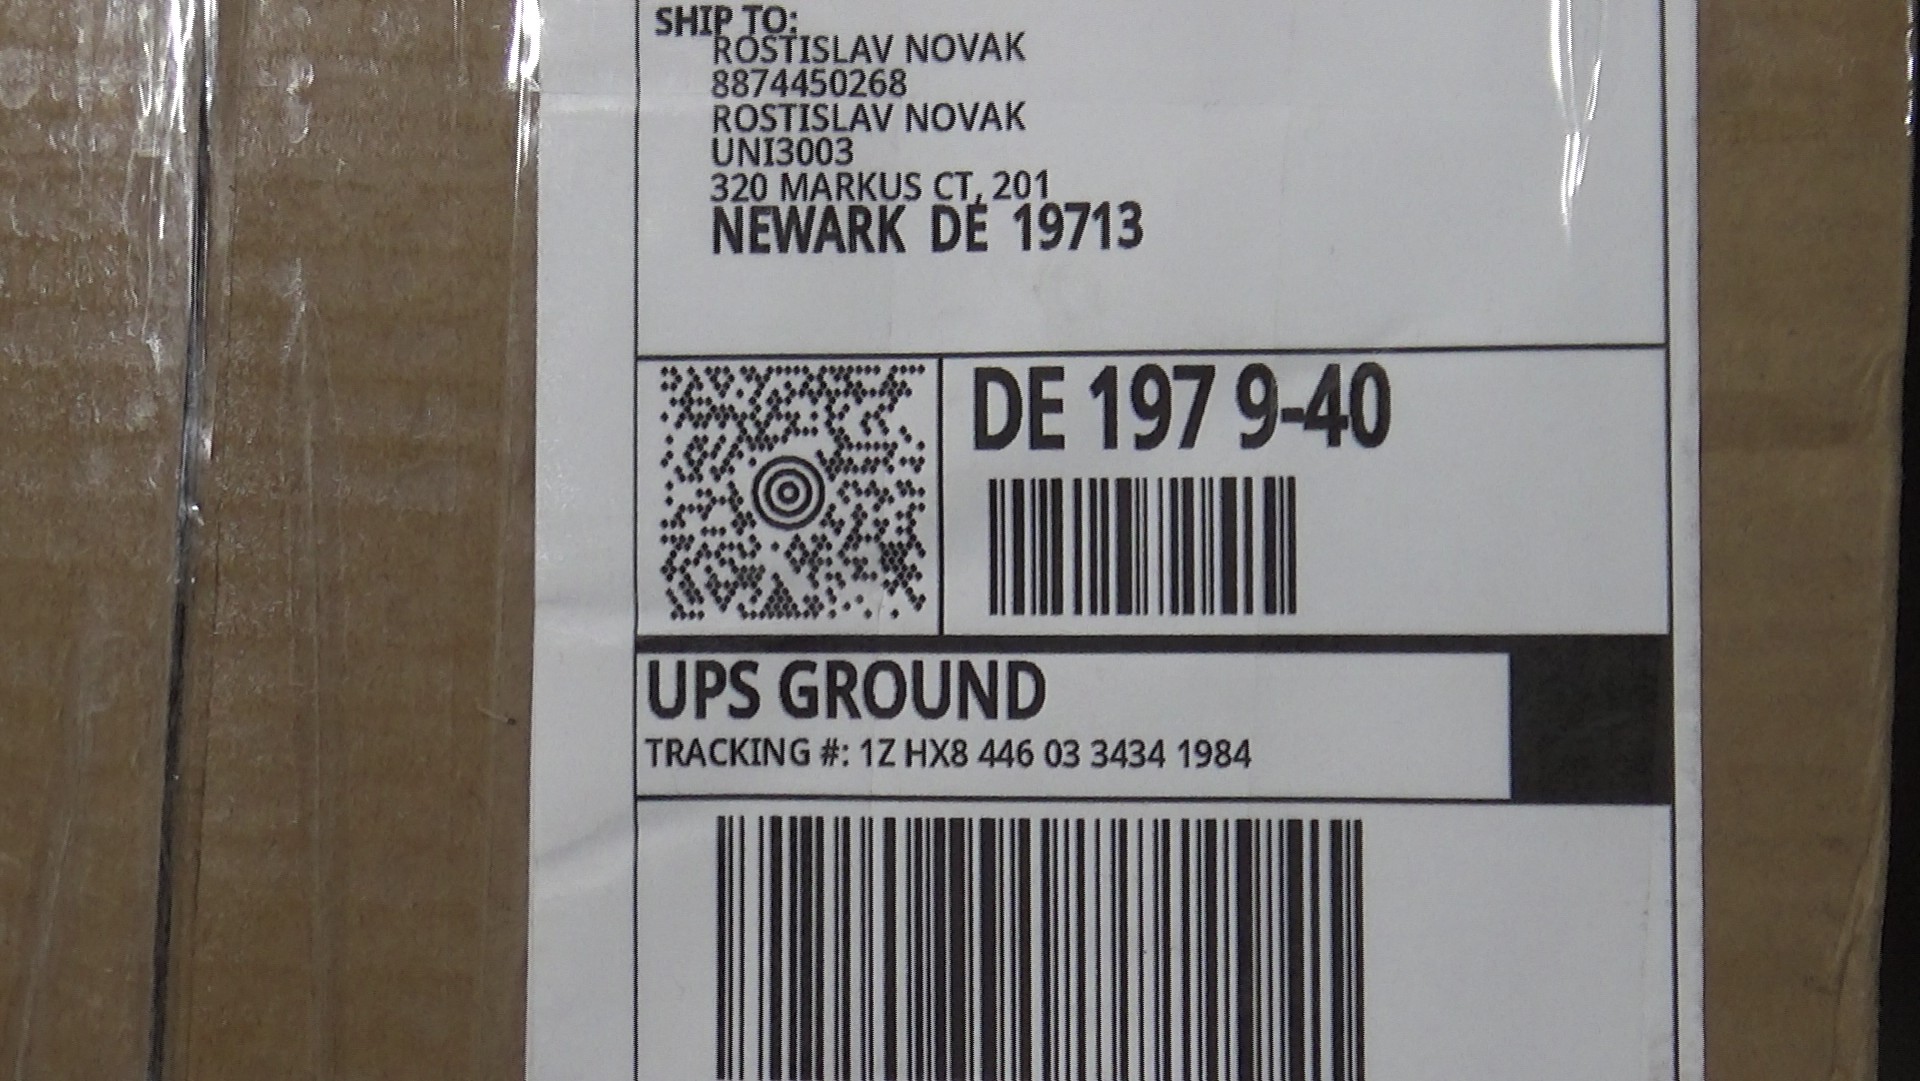 SHIP TO:
ROSTISLAV NOVAK
8874450268
ROSTISLAV NOVAK
UNI3003
320 MARKUS CT, 201
NEWARK DE 19713
DE 197 9-40
UPS GROUND
TRACKING #: 1Z HX8 446 03 3434 1984